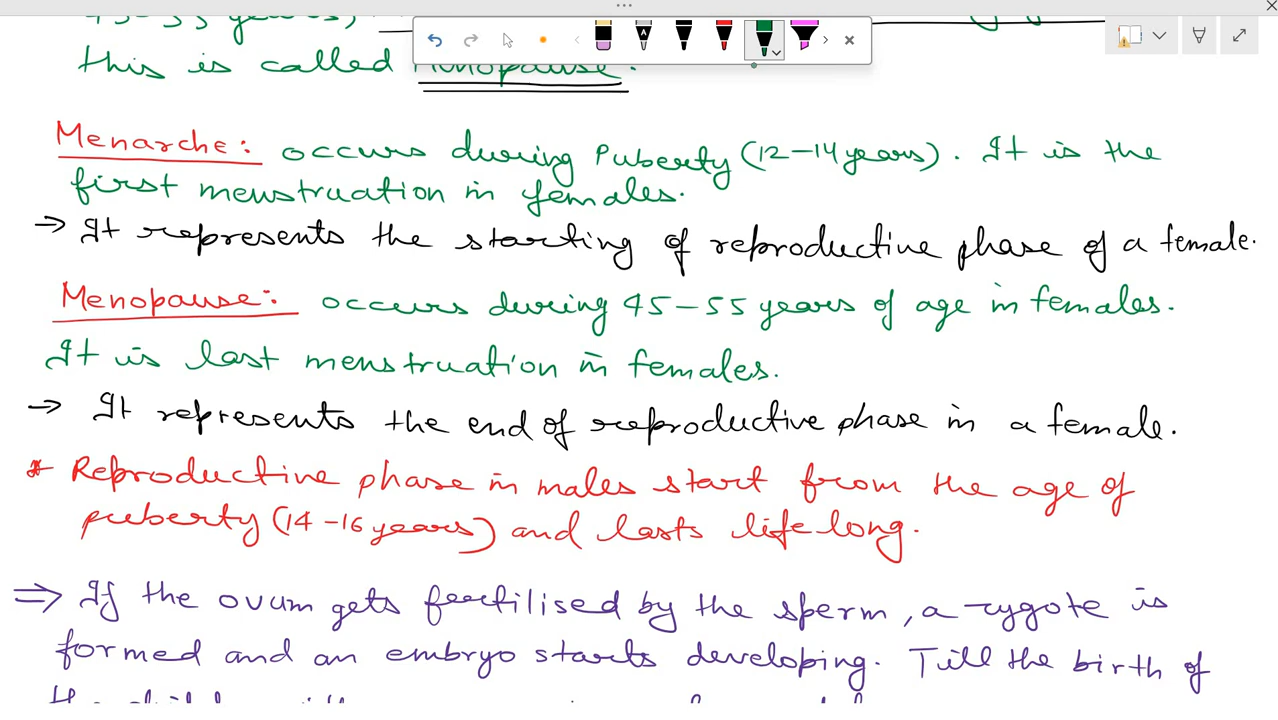 45-55 years,
this is called Menopause.
Menarche: occurs during Puberty (12-14 years). It is the
first menstruation in females.
→ It represents the starting of reproductive phase of a female.
Menopause: occurs during 45-55 years of age in females.
It is last menstruation in females.
→ It represents the end of reproductive phase in a female.
* Reproductive phase in males start from the age of
puberty (14-16 years) and lasts life long.
⇒ If the ovum gets fertilised by the sperm, a zygote is
formed and an embryo starts developing. Till the birth of